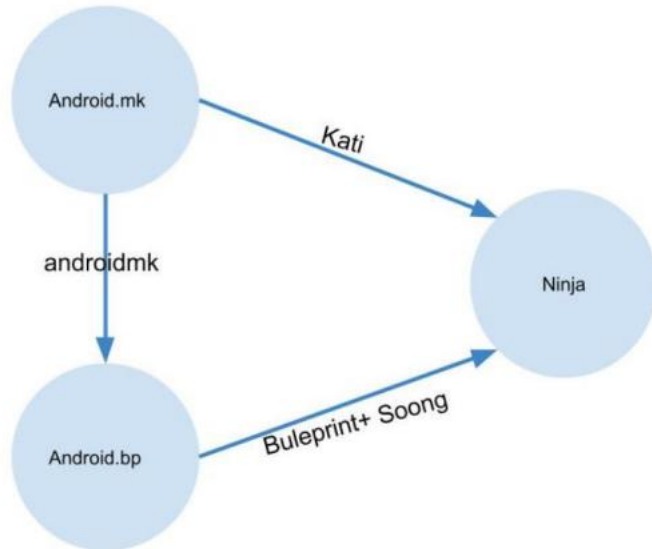 Android.mk
Kati
androidmk
Ninja
Buleprint+ Soong
Android.bp